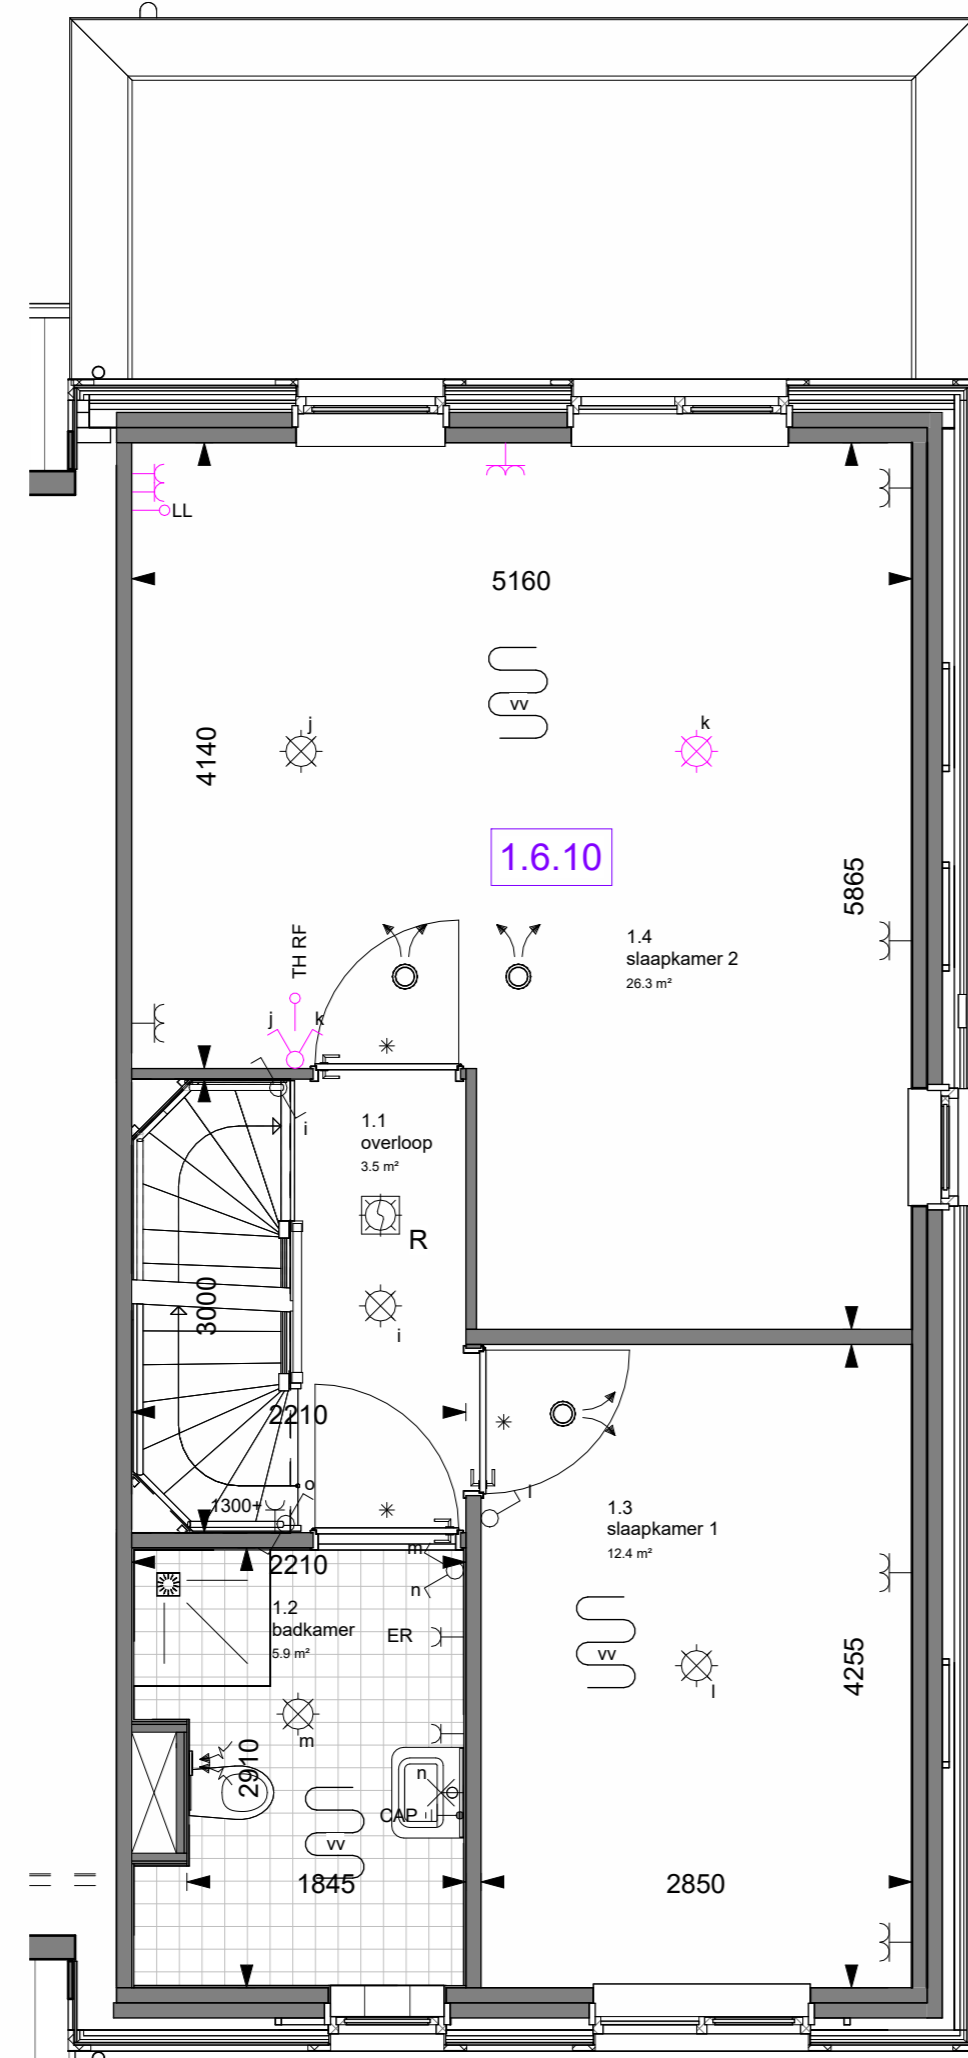 LL
5160
vv
j
k
4140
1.6.10
5865
TH RF
1.4
slaapkamer 2
26.3 m²
j
k
i
1.1
overloop
3.5 m²
R
3000
i
2210
o
l
1300+
1.3
slaapkamer 1
12.4 m²
m
2210
n
1.2
badkamer
5.9 m²
ER
vv
4255
l
m
2910
n
CAP
vv
1845
2850